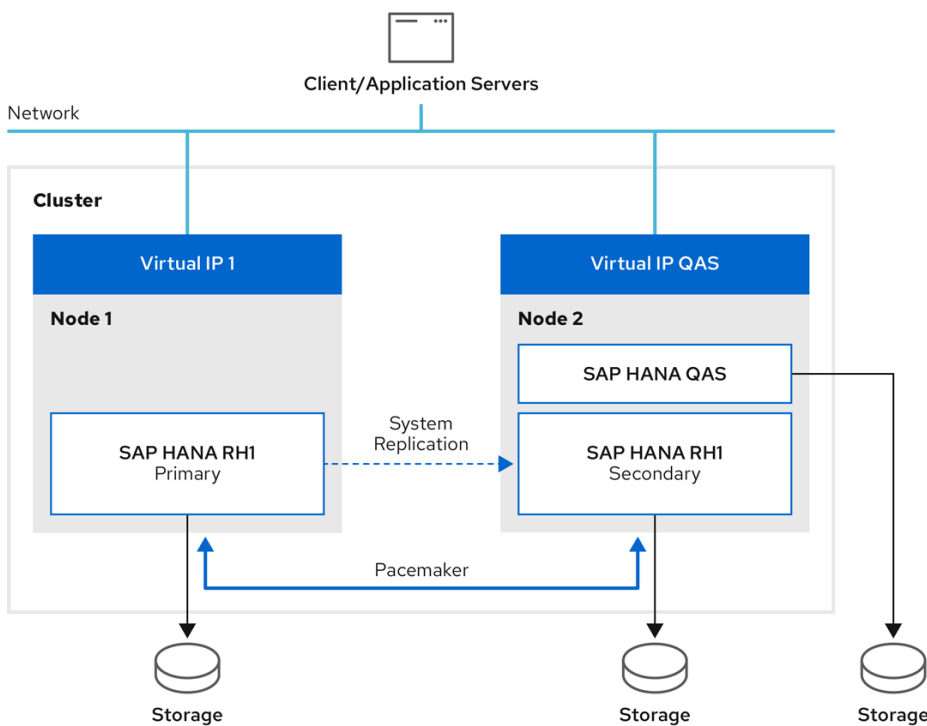 Client/Application Servers
Network
Cluster
Virtual IP 1
Virtual IP QAS
Node 1
Node 2
SAP HANA QAS
System
Replication
SAP HANA RH1
Primary
SAP HANA RH1
Secondary
Pacemaker
Storage
Storage
Storage